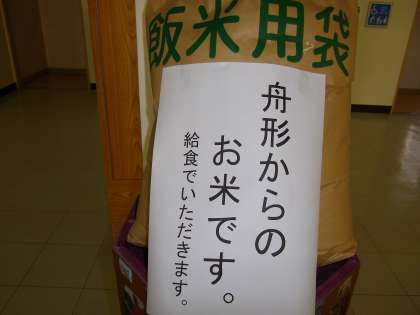 飯米用袋
舟形からの
お米です。
給食でいただきます。